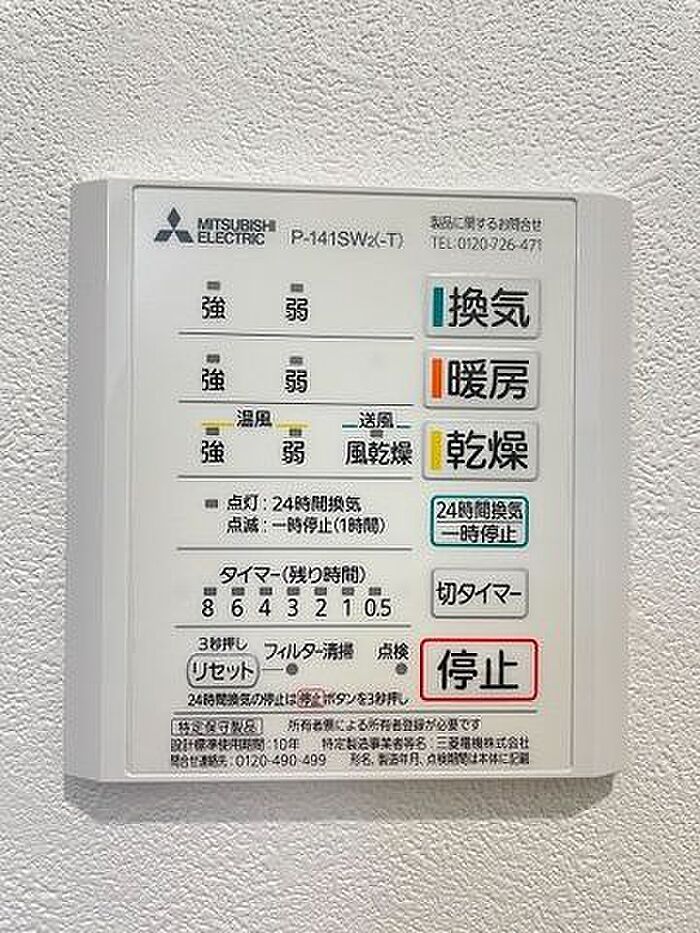 MITSUBISHI
ELECTRIC
P-141SW₂(-T)
製品に関するお問合せ
TEL:0120-726-471
強 弱 換気
強 弱 暖房
温風 送風
強 弱 風乾燥 乾燥
点灯:24時間換気
点滅:一時停止(1時間)
24時間換気
一時停止
タイマー(残り時間)
8 6 4 3 2 1 0.5
切タイマー
3秒押し
リセット フィルター清掃 点検
停止
24時間換気の停止は停止ボタンを3秒押し
特定保守製品 所有者票による所有者登録が必要です
設計標準使用期間:10年 特定製造事業者等名:三菱電機株式会社
問合せ連絡先:0120-490-499 形名、製造年月、点検期間は本体に記載